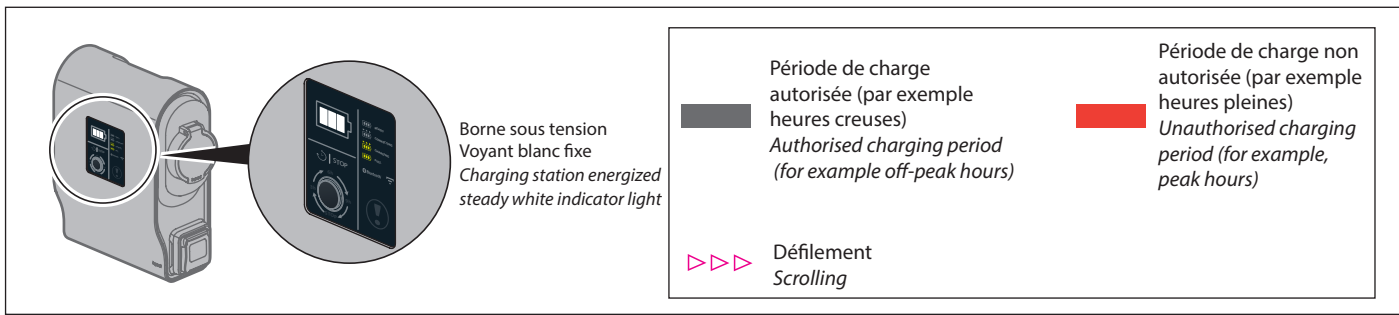 STOP
Bluetooth
Borne sous tension
Voyant blanc fixe
Charging station energized
steady white indicator light
Période de charge
autorisée (par exemple
heures creuses)
Authorised charging period
(for example off-peak hours)
Période de charge non
autorisée (par exemple
heures pleines)
Unauthorised charging
period (for example,
peak hours)
Défilement
Scrolling